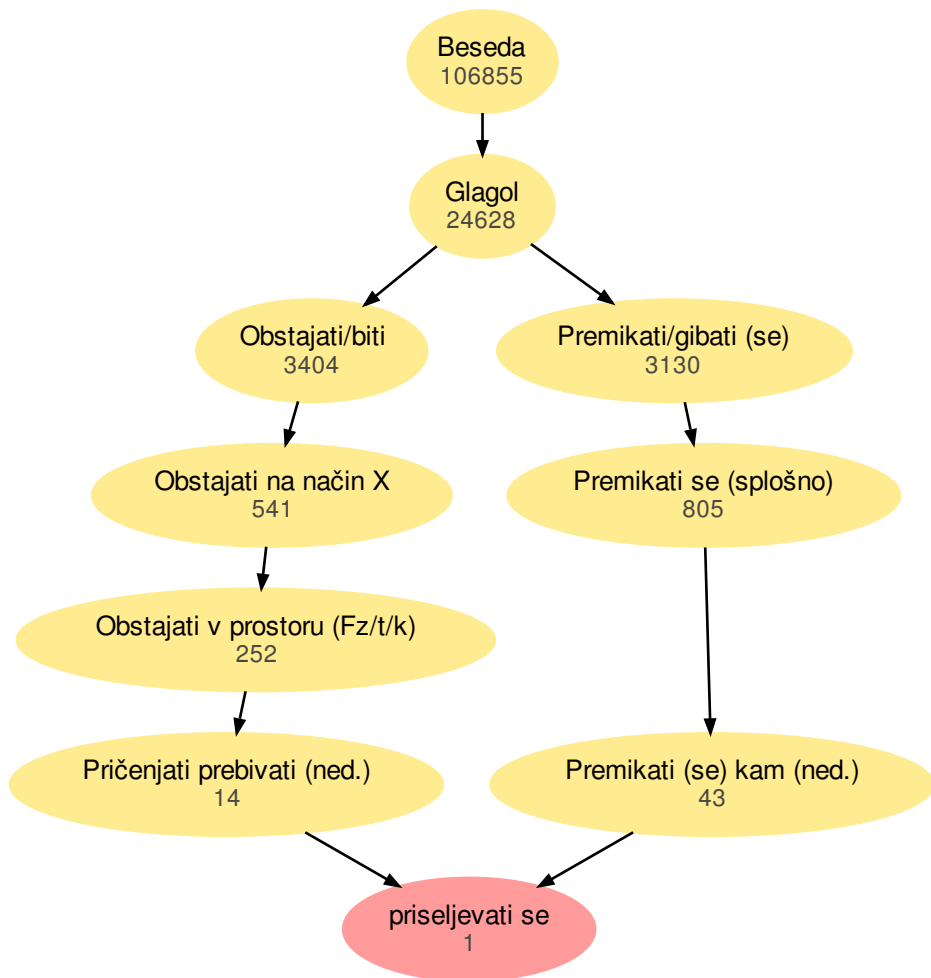 Beseda
106855
Glagol
24628
Obstajati/biti
3404
Premikati/gibati (se)
3130
Obstajati na način X
541
Premikati se (splošno)
805
Obstajati v prostoru (Fz/t/k)
252
Pričenjati prebivati (ned.)
14
Premikati (se) kam (ned.)
43
priseljevati se
1